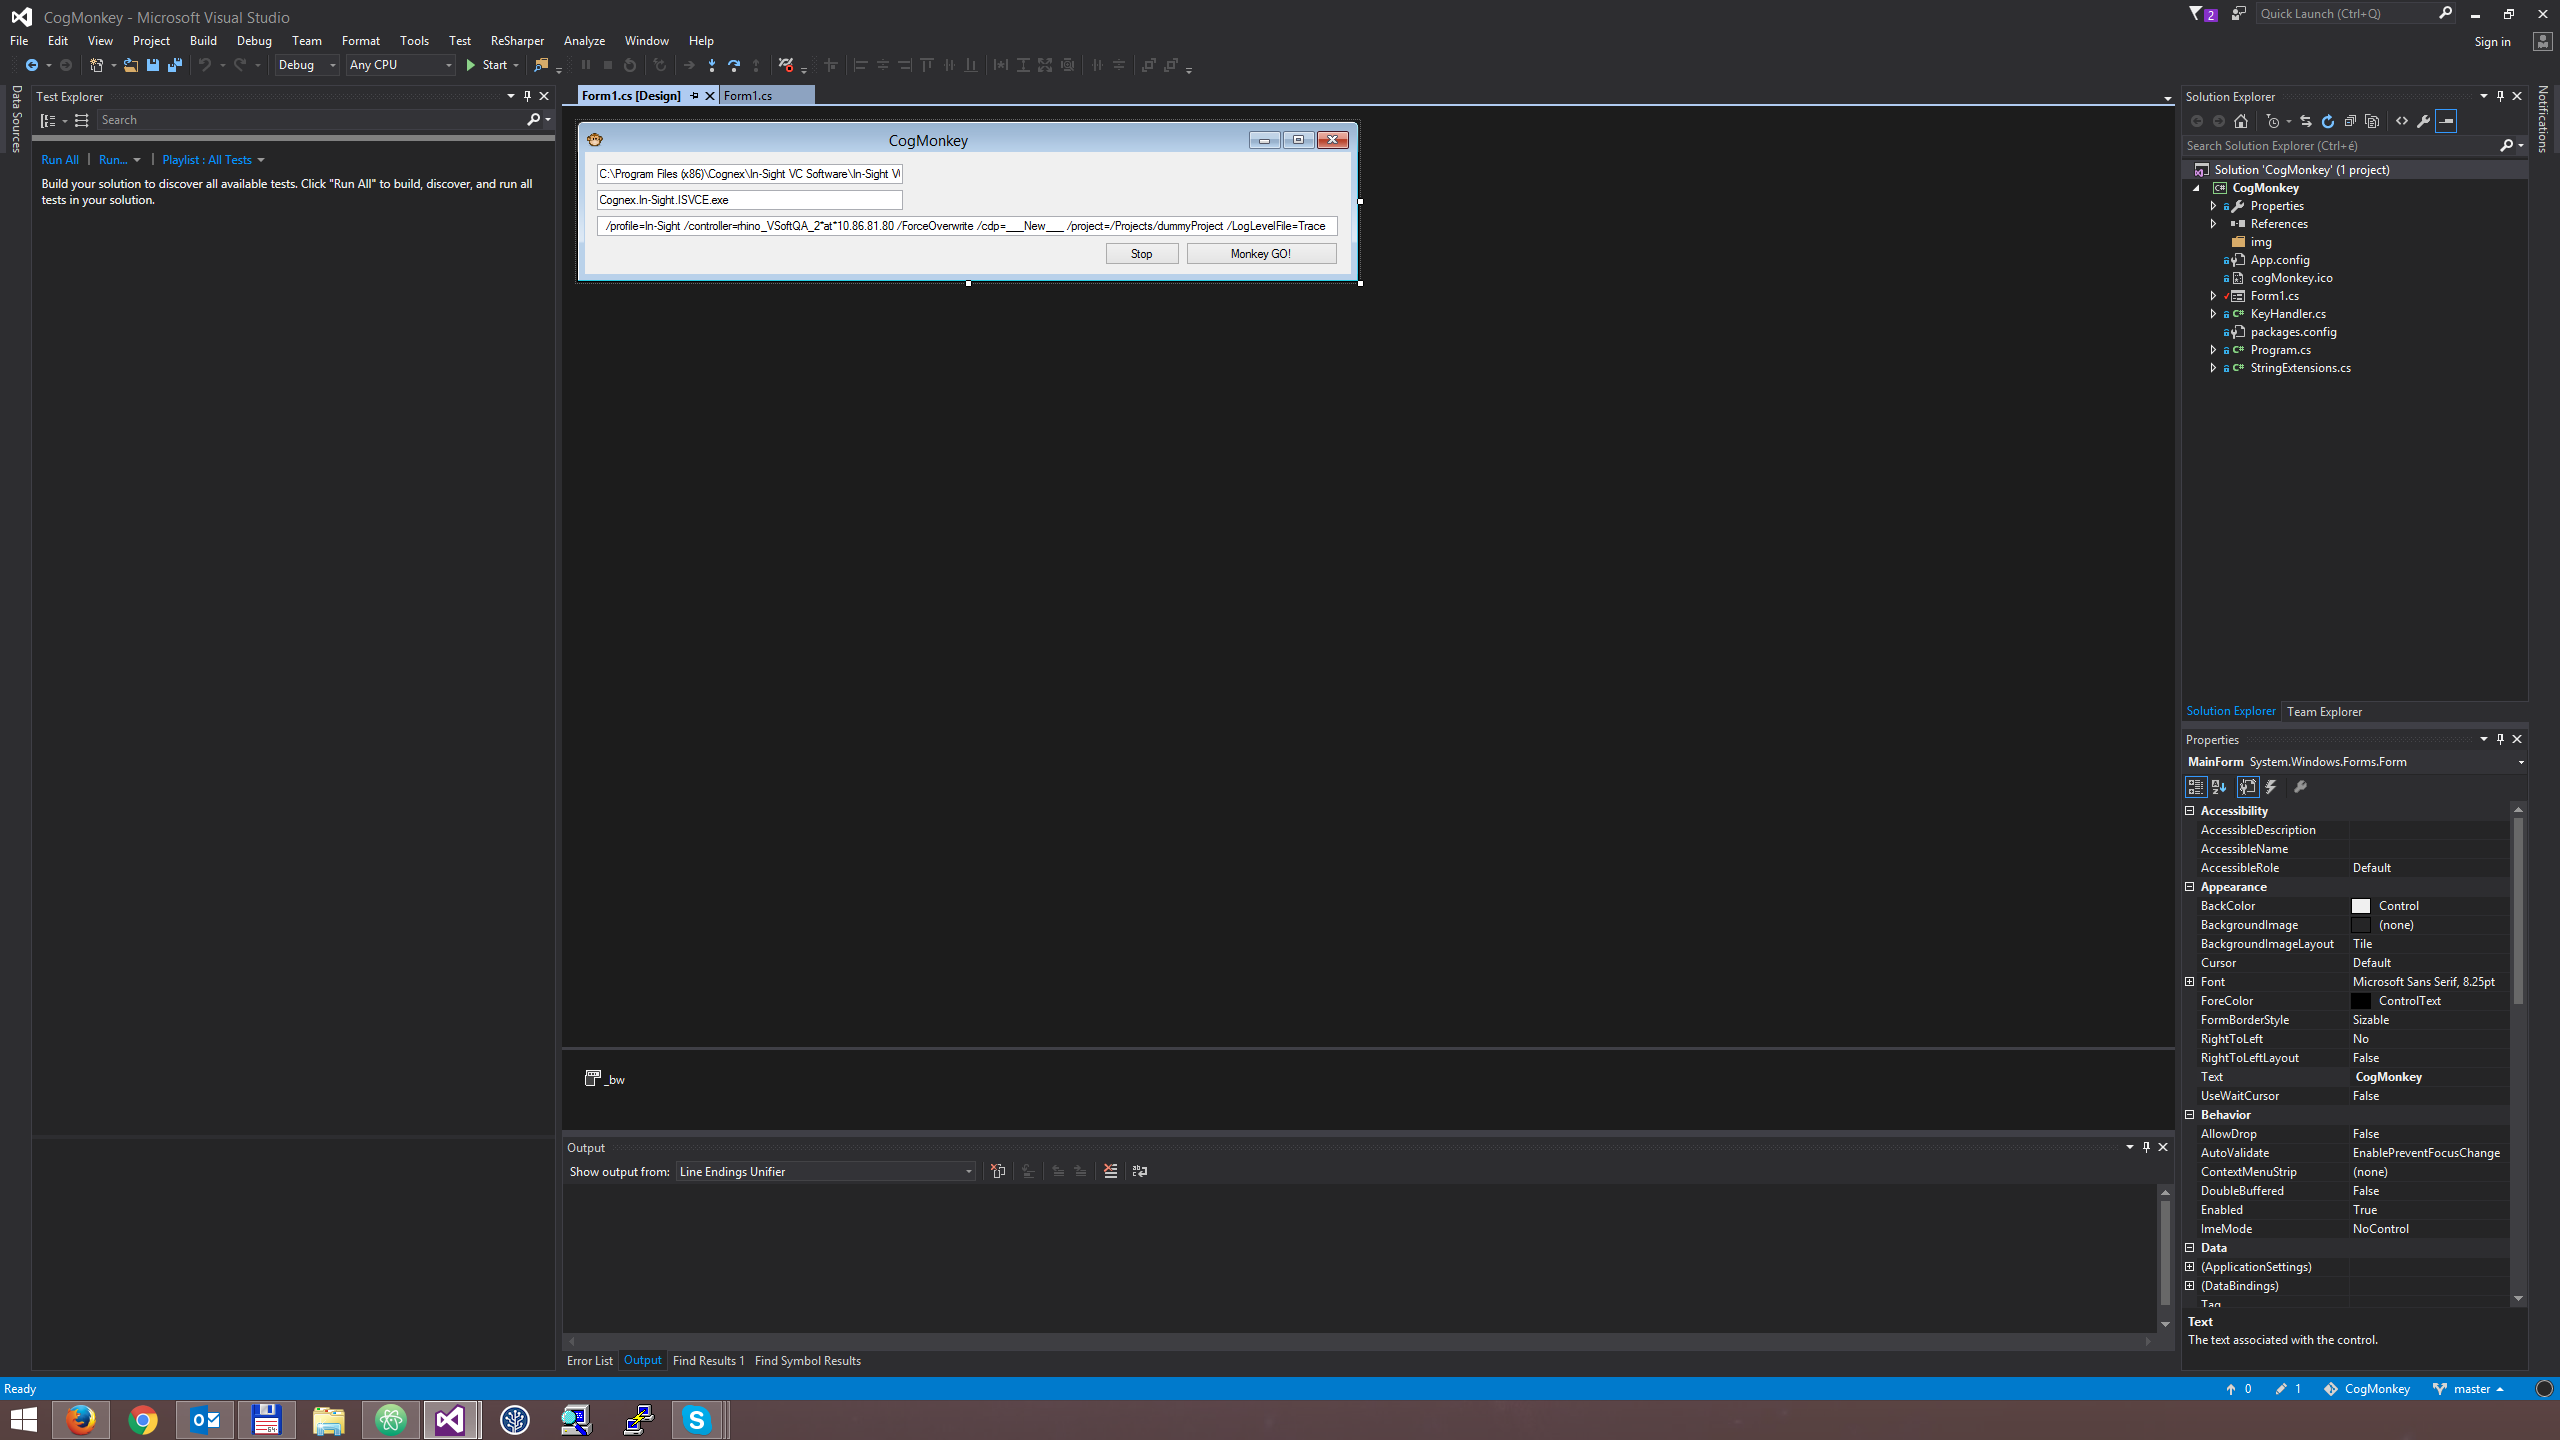 CogMonkey - Microsoft Visual Studio
2
Quick Launch (Ctrl+Q)
File Edit View Project Build Debug Team Format Tools Test ReSharper Analyze Window Help
Sign in
Debug Any CPU Start
Data Sources
Test Explorer
Search
Run All Run... Playlist : All Tests
Build your solution to discover all available tests. Click "Run All" to build, discover, and run all
tests in your solution.
Form1.cs [Design] Form1.cs
CogMonkey
C:\Program Files (x86)\Cognex\In-Sight VC Software\In-Sight V
Cognex.In-Sight.ISVCE.exe
/profile=In-Sight /controller=rhino_VSoftQA_2*at*10.86.81.80 /ForceOverwrite /cdp=___New___ /project=/Projects/dummyProject /LogLevelFile=Trace
Stop Monkey GO!
_bw
Output
Show output from: Line Endings Unifier
Error List Output Find Results 1 Find Symbol Results
Solution Explorer
Search Solution Explorer (Ctrl+é)
Solution 'CogMonkey' (1 project)
C# CogMonkey
Properties
References
img
App.config
cogMonkey.ico
Form1.cs
C# KeyHandler.cs
packages.config
C# Program.cs
C# StringExtensions.cs
Solution Explorer Team Explorer
Properties
MainForm System.Windows.Forms.Form
Accessibility
AccessibleDescription
AccessibleName
AccessibleRole Default
Appearance
BackColor Control
BackgroundImage (none)
BackgroundImageLayout Tile
Cursor Default
Font Microsoft Sans Serif, 8.25pt
ForeColor ControlText
FormBorderStyle Sizable
RightToLeft No
RightToLeftLayout False
Text CogMonkey
UseWaitCursor False
Behavior
AllowDrop False
AutoValidate EnablePreventFocusChange
ContextMenuStrip (none)
DoubleBuffered False
Enabled True
ImeMode NoControl
Data
(ApplicationSettings)
(DataBindings)
Tag
Text
The text associated with the control.
Notifications
Ready
0 1 CogMonkey master